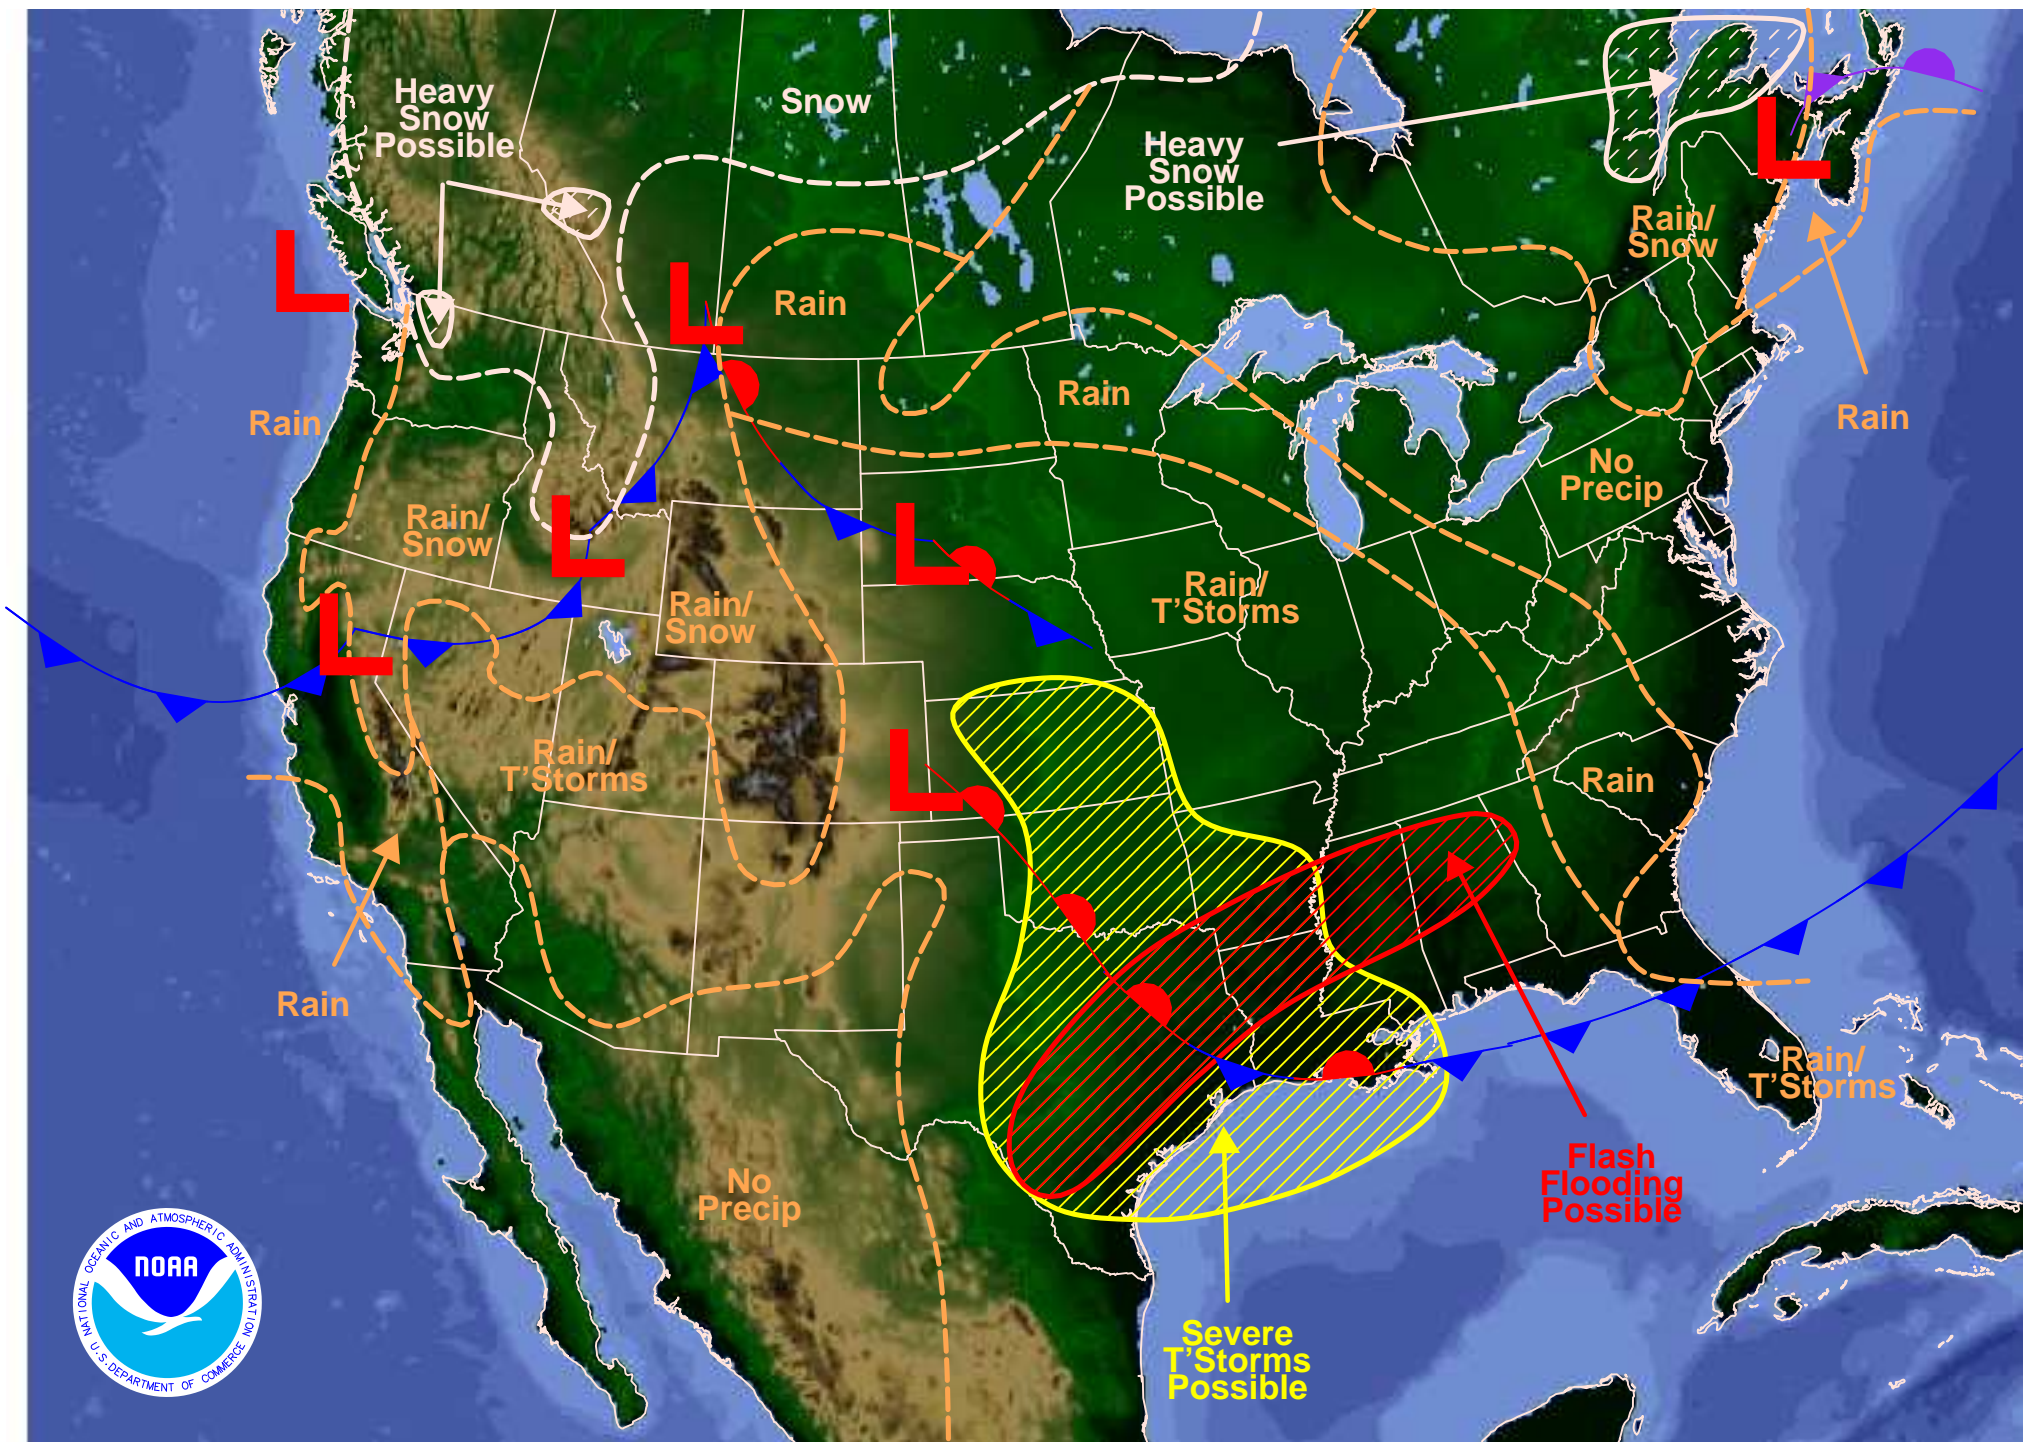 Heavy
Snow
Possible
Snow
Heavy
Snow
Possible
L
Rain/
Snow
L
L
Rain
Rain
Rain
Rain
No
Precip
L
L
Rain/
Snow
Rain/
T'Storms
L
Rain/
Snow
L
Rain/
T'Storms
Rain
Rain
Rain/
T'Storms
Flash
Flooding
Possible
No
Precip
Severe
T'Storms
Possible
NATIONAL OCEANIC AND ATMOSPHERIC ADMINISTRATION
NOAA
U.S. DEPARTMENT OF COMMERCE